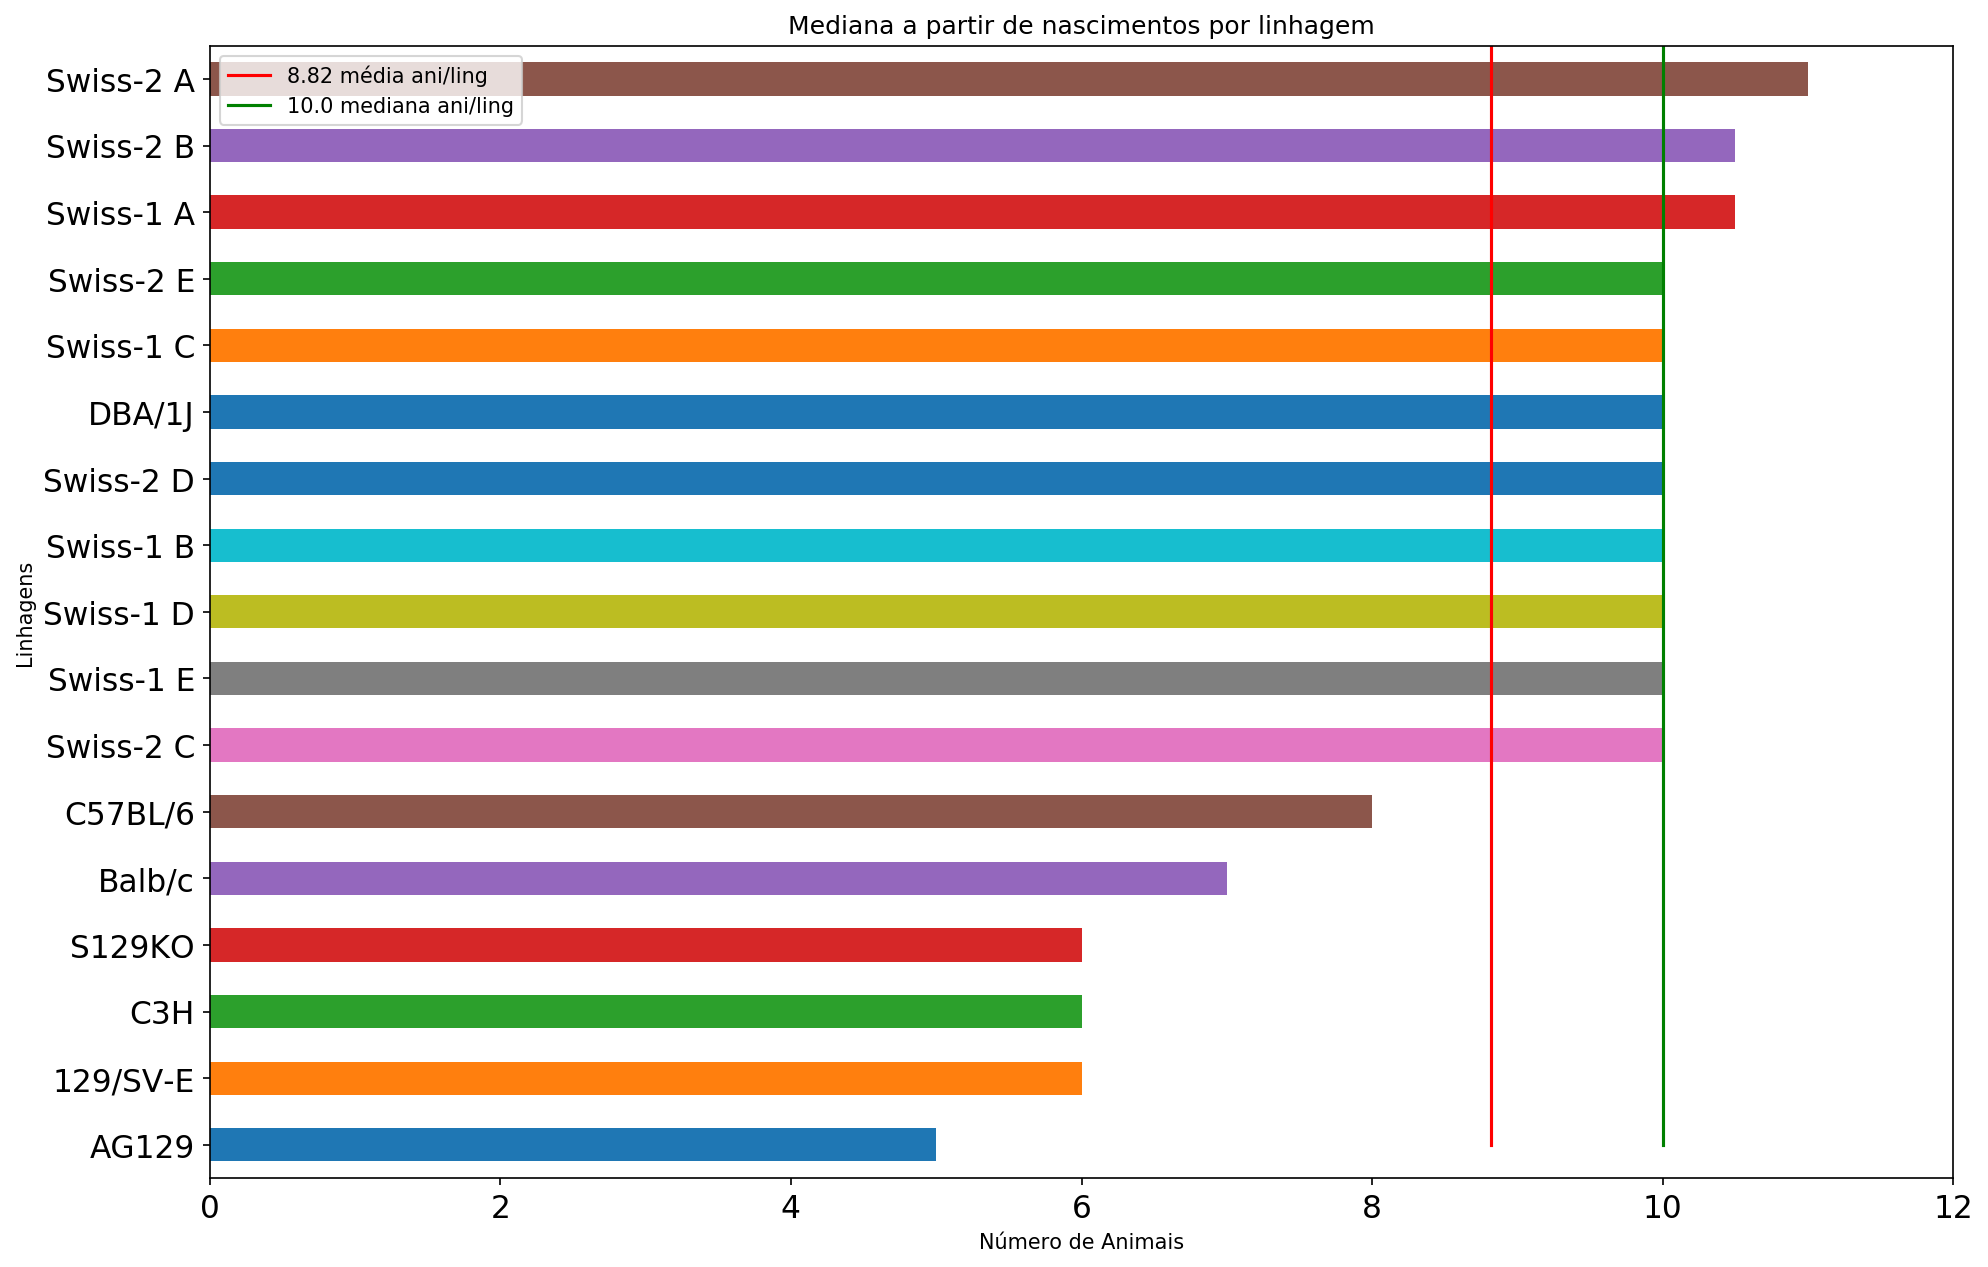 Mediana a partir de nascimentos por linhagem
8.82 média ani/ling
10.0 mediana ani/ling
Linhagens
Swiss-2 A
Swiss-2 B
Swiss-1 A
Swiss-2 E
Swiss-1 C
DBA/1J
Swiss-2 D
Swiss-1 B
Swiss-1 D
Swiss-1 E
Swiss-2 C
C57BL/6
Balb/c
S129KO
C3H
129/SV-E
AG129
0 2 4 6 8 10 12
Número de Animais